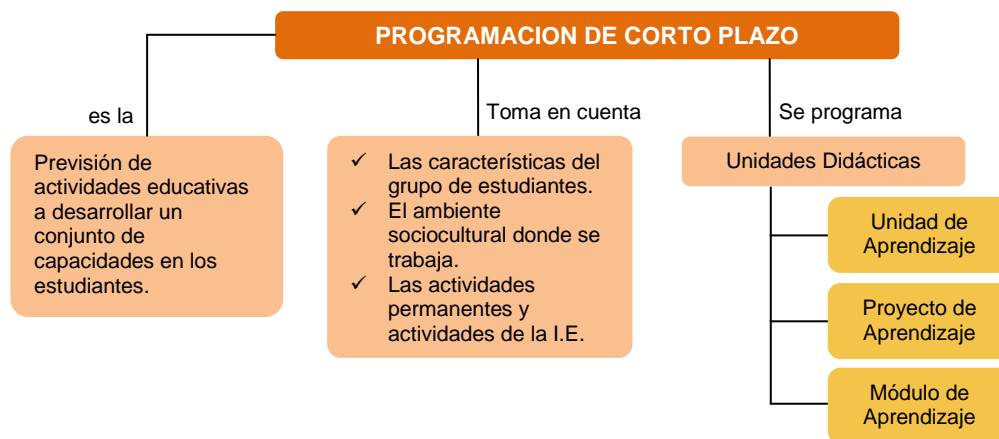 PROGRAMACION DE CORTO PLAZO
es la
Previsión de
actividades educativas
a desarrollar un
conjunto de
capacidades en los
estudiantes.
Toma en cuenta
✓ Las características del
grupo de estudiantes.
✓ El ambiente
sociocultural donde se
trabaja.
✓ Las actividades
permanentes y
actividades de la I.E.
Se programa
Unidades Didácticas
Unidad de
Aprendizaje
Proyecto de
Aprendizaje
Módulo de
Aprendizaje